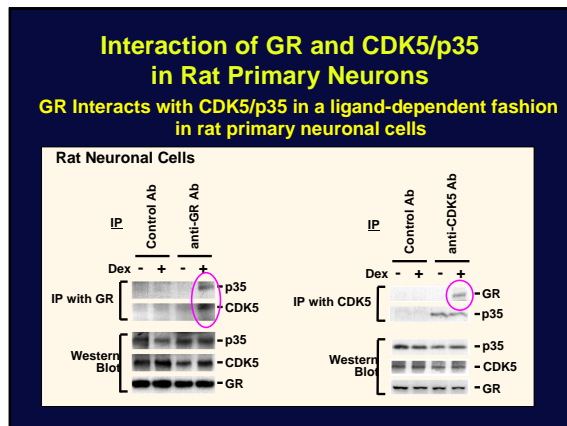 Interaction of GR and CDK5/p35
in Rat Primary Neurons
GR Interacts with CDK5/p35 in a ligand-dependent fashion
in rat primary neuronal cells
Rat Neuronal Cells
IP
Control Ab
anti-GR Ab
Dex - + - +
IP with GR
-p35
-CDK5
Western
Blot
-p35
-CDK5
-GR
IP
Control Ab
anti-CDK5 Ab
Dex - + - +
IP with CDK5
-GR
-p35
Western
Blot
-p35
-CDK5
-GR